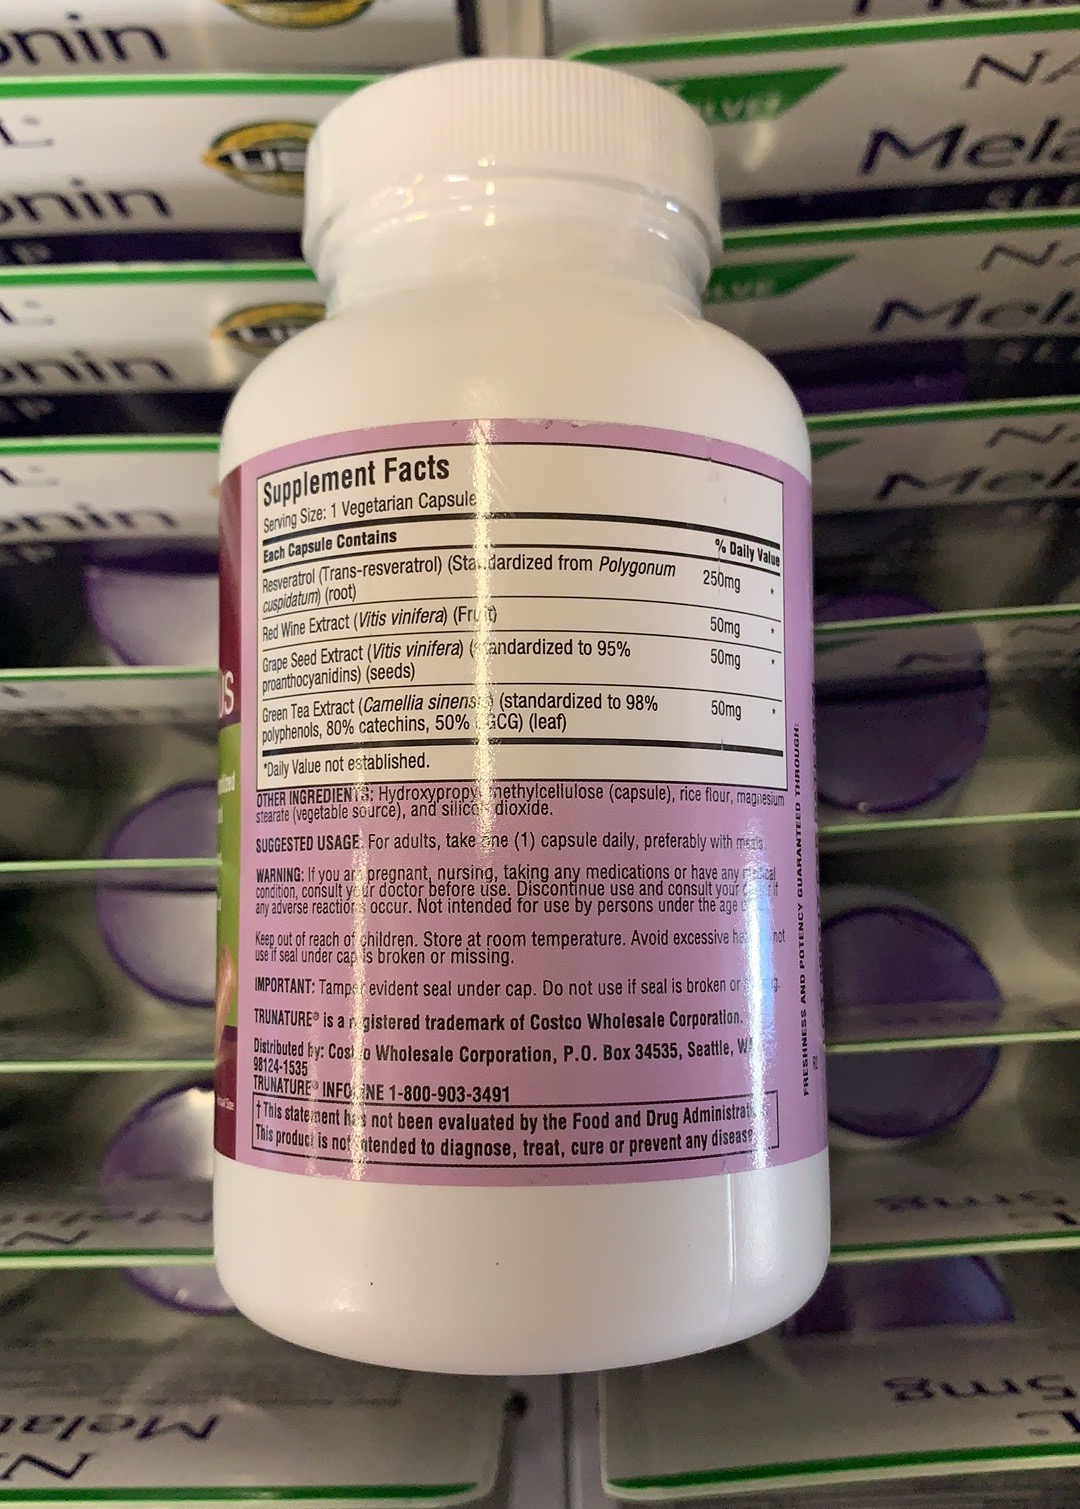 Supplement Facts
Serving Size: 1 Vegetarian Capsule
Each Capsule Contains
% Daily Value
Resveratrol (Trans-resveratrol) (Standardized from Polygonum
cuspidatum) (root)
250mg *
Red Wine Extract (Vitis vinifera) (Fruit)
50mg *
Grape Seed Extract (Vitis vinifera) (standardized to 95%
proanthocyanidins) (seeds)
50mg *
Green Tea Extract (Camellia sinensis) (standardized to 98%
polyphenols, 80% catechins, 50% EGCG) (leaf)
50mg *
*Daily Value not established.
OTHER INGREDIENTS: Hydroxypropyl methylcellulose (capsule), rice flour, magnesium
stearate (vegetable source), and silicon dioxide.
SUGGESTED USAGE: For adults, take one (1) capsule daily, preferably with meals.
WARNING: If you are pregnant, nursing, taking any medications or have any medical
condition, consult your doctor before use. Discontinue use and consult your doctor if
any adverse reactions occur. Not intended for use by persons under the age
Keep out of reach of children. Store at room temperature. Avoid excessive not
use if seal under cap is broken or missing.
IMPORTANT: Tamper evident seal under cap. Do not use if seal is broken or
TRUNATURE® is a registered trademark of Costco Wholesale Corporation.
Distributed by: Costco Wholesale Corporation, P.O. Box 34535, Seattle, WA
98124-1535
TRUNATURE® INFOLINE 1-800-903-3491
† This statement has not been evaluated by the Food and Drug Administration.
This product is not intended to diagnose, treat, cure or prevent any disease.
FRESHNESS AND POTENCY GUARANTEED THROUGH: